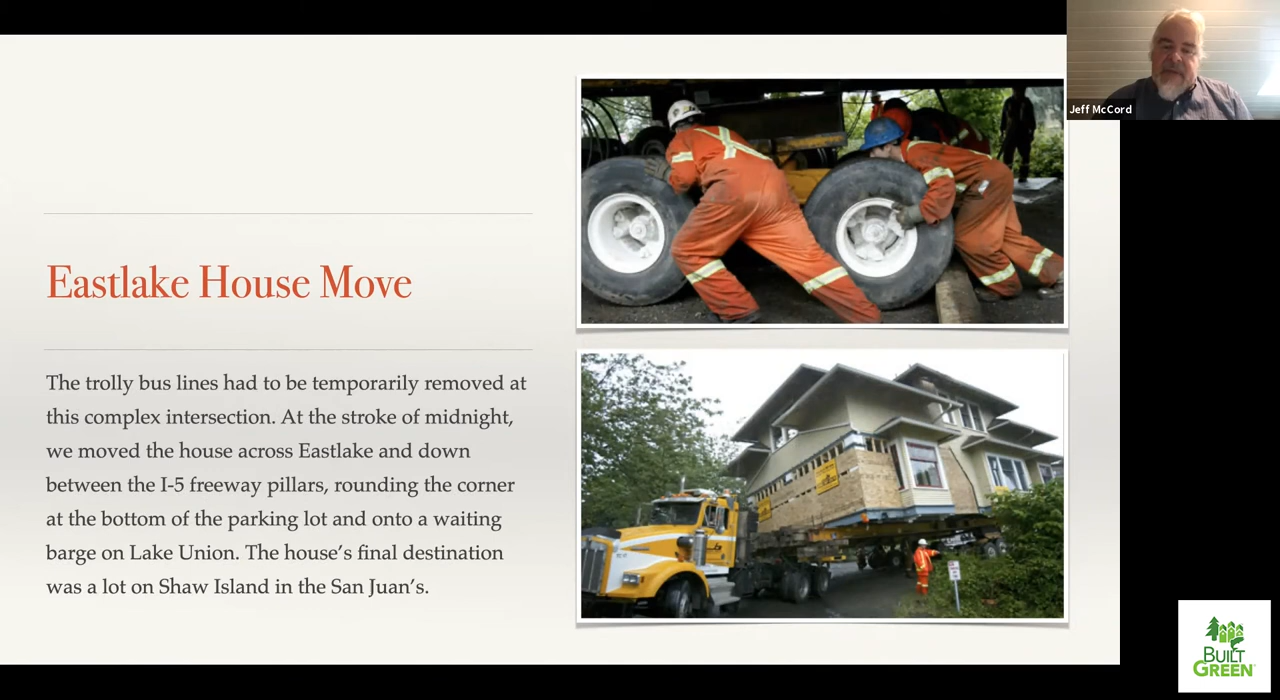 Jeff McCord
Eastlake House Move
The trolly bus lines had to be temporarily removed at
this complex intersection. At the stroke of midnight,
we moved the house across Eastlake and down
between the I-5 freeway pillars, rounding the corner
at the bottom of the parking lot and onto a waiting
barge on Lake Union. The house’s final destination
was a lot on Shaw Island in the San Juan’s.
BUILT
GREEN